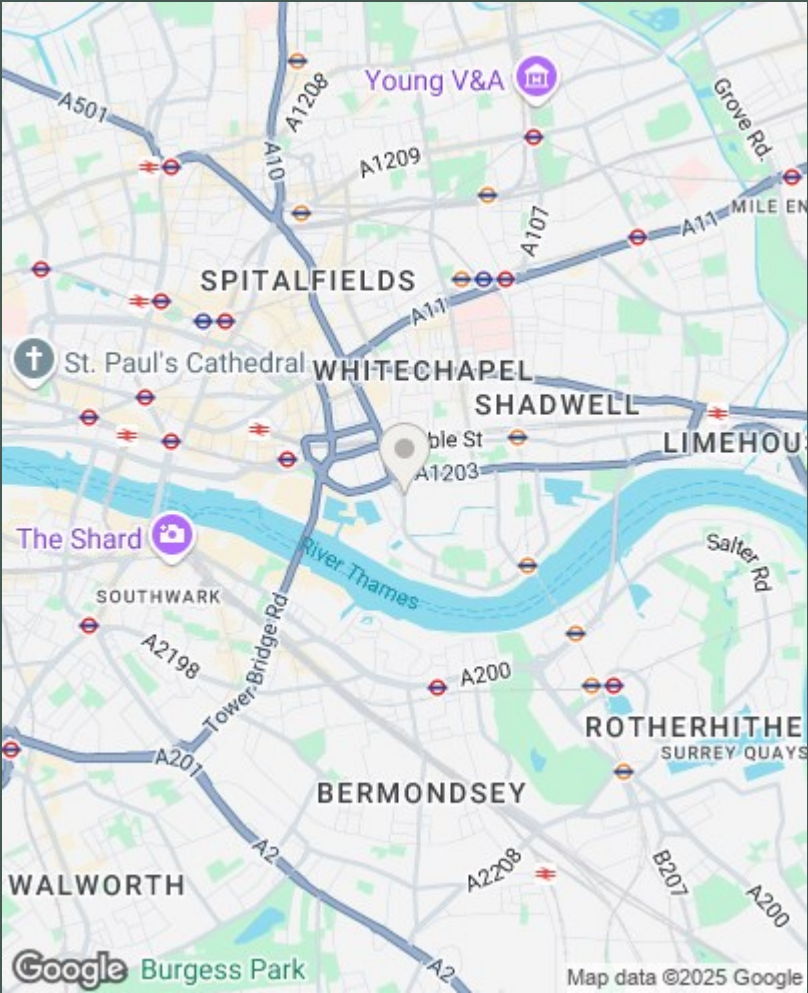 Young V&A
A501
A1208
A10
Grove Rd.
A1209
MILE EN
A107
A11
SPITALFIELDS
A11
St. Paul's Cathedral
WHITECHAPEL
SHADWELL
ble St
LIMEHOU
A1203
The Shard
River Thames
Salter Rd
SOUTHWARK
A2198
Tower Bridge Rd
A200
ROTHERHITHE
SURREY QUAYS
A201
BERMONDSEY
A2
A2208
B207
WALWORTH
A200
Google
Burgess Park
A2
Map data ©2025 Google